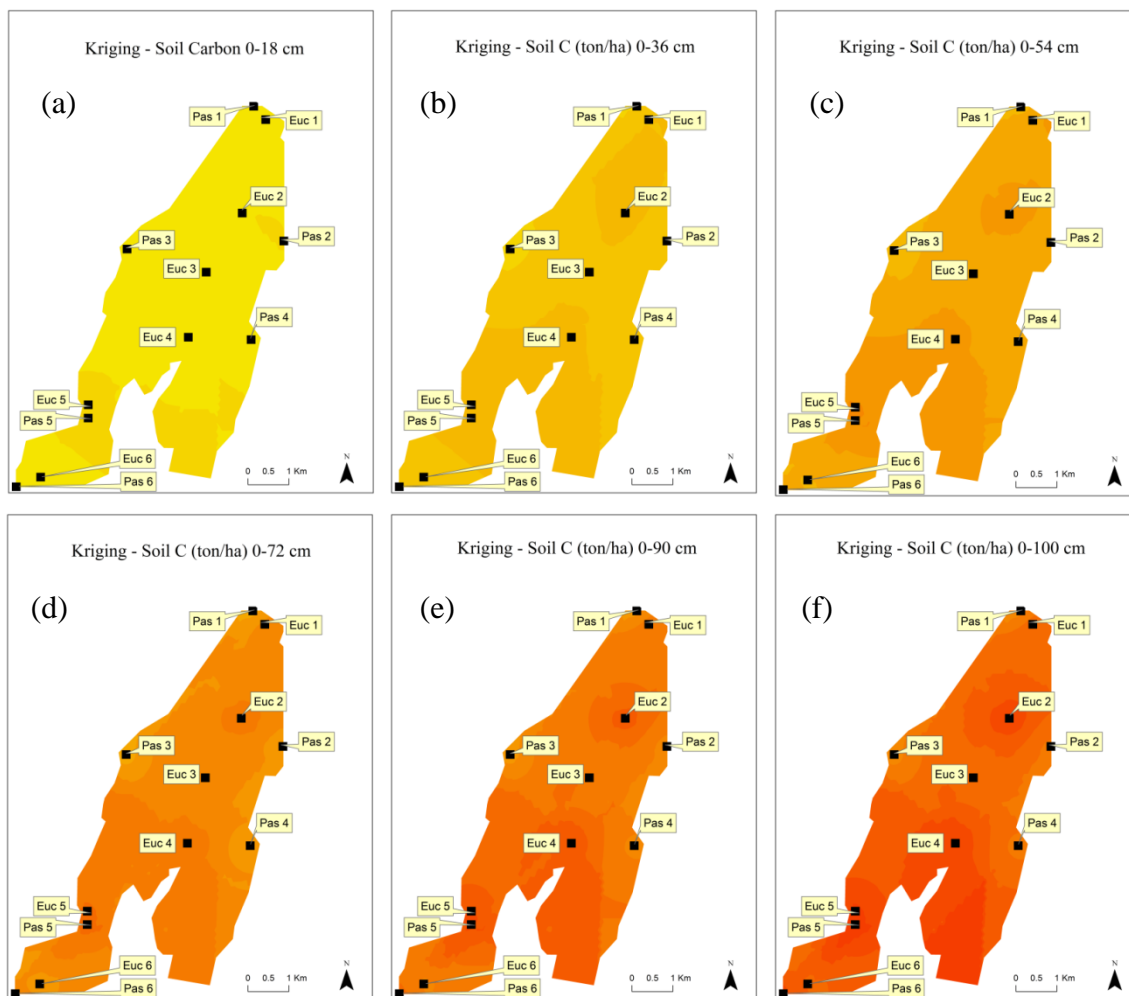 Kriging - Soil Carbon 0-18 cm
(a)
Pas 1
Euc 1
Euc 2
Pas 2
Pas 3
Euc 3
Euc 4
Pas 4
Euc 5
Pas 5
Euc 6
Pas 6
0 0.5 1 Km
N
Kriging - Soil C (ton/ha) 0-36 cm
(b)
Pas 1
Euc 1
Euc 2
Pas 2
Pas 3
Euc 3
Euc 4
Pas 4
Euc 5
Pas 5
Euc 6
Pas 6
0 0.5 1 Km
N
Kriging - Soil C (ton/ha) 0-54 cm
(c)
Pas 1
Euc 1
Euc 2
Pas 2
Pas 3
Euc 3
Euc 4
Pas 4
Euc 5
Pas 5
Euc 6
Pas 6
0 0.5 1 Km
N
Kriging - Soil C (ton/ha) 0-72 cm
(d)
Pas 1
Euc 1
Euc 2
Pas 2
Pas 3
Euc 3
Euc 4
Pas 4
Euc 5
Pas 5
Euc 6
Pas 6
0 0.5 1 Km
N
Kriging - Soil C (ton/ha) 0-90 cm
(e)
Pas 1
Euc 1
Euc 2
Pas 2
Pas 3
Euc 3
Euc 4
Pas 4
Euc 5
Pas 5
Euc 6
Pas 6
0 0.5 1 Km
N
Kriging - Soil C (ton/ha) 0-100 cm
(f)
Pas 1
Euc 1
Euc 2
Pas 2
Pas 3
Euc 3
Euc 4
Pas 4
Euc 5
Pas 5
Euc 6
Pas 6
0 0.5 1 Km
N